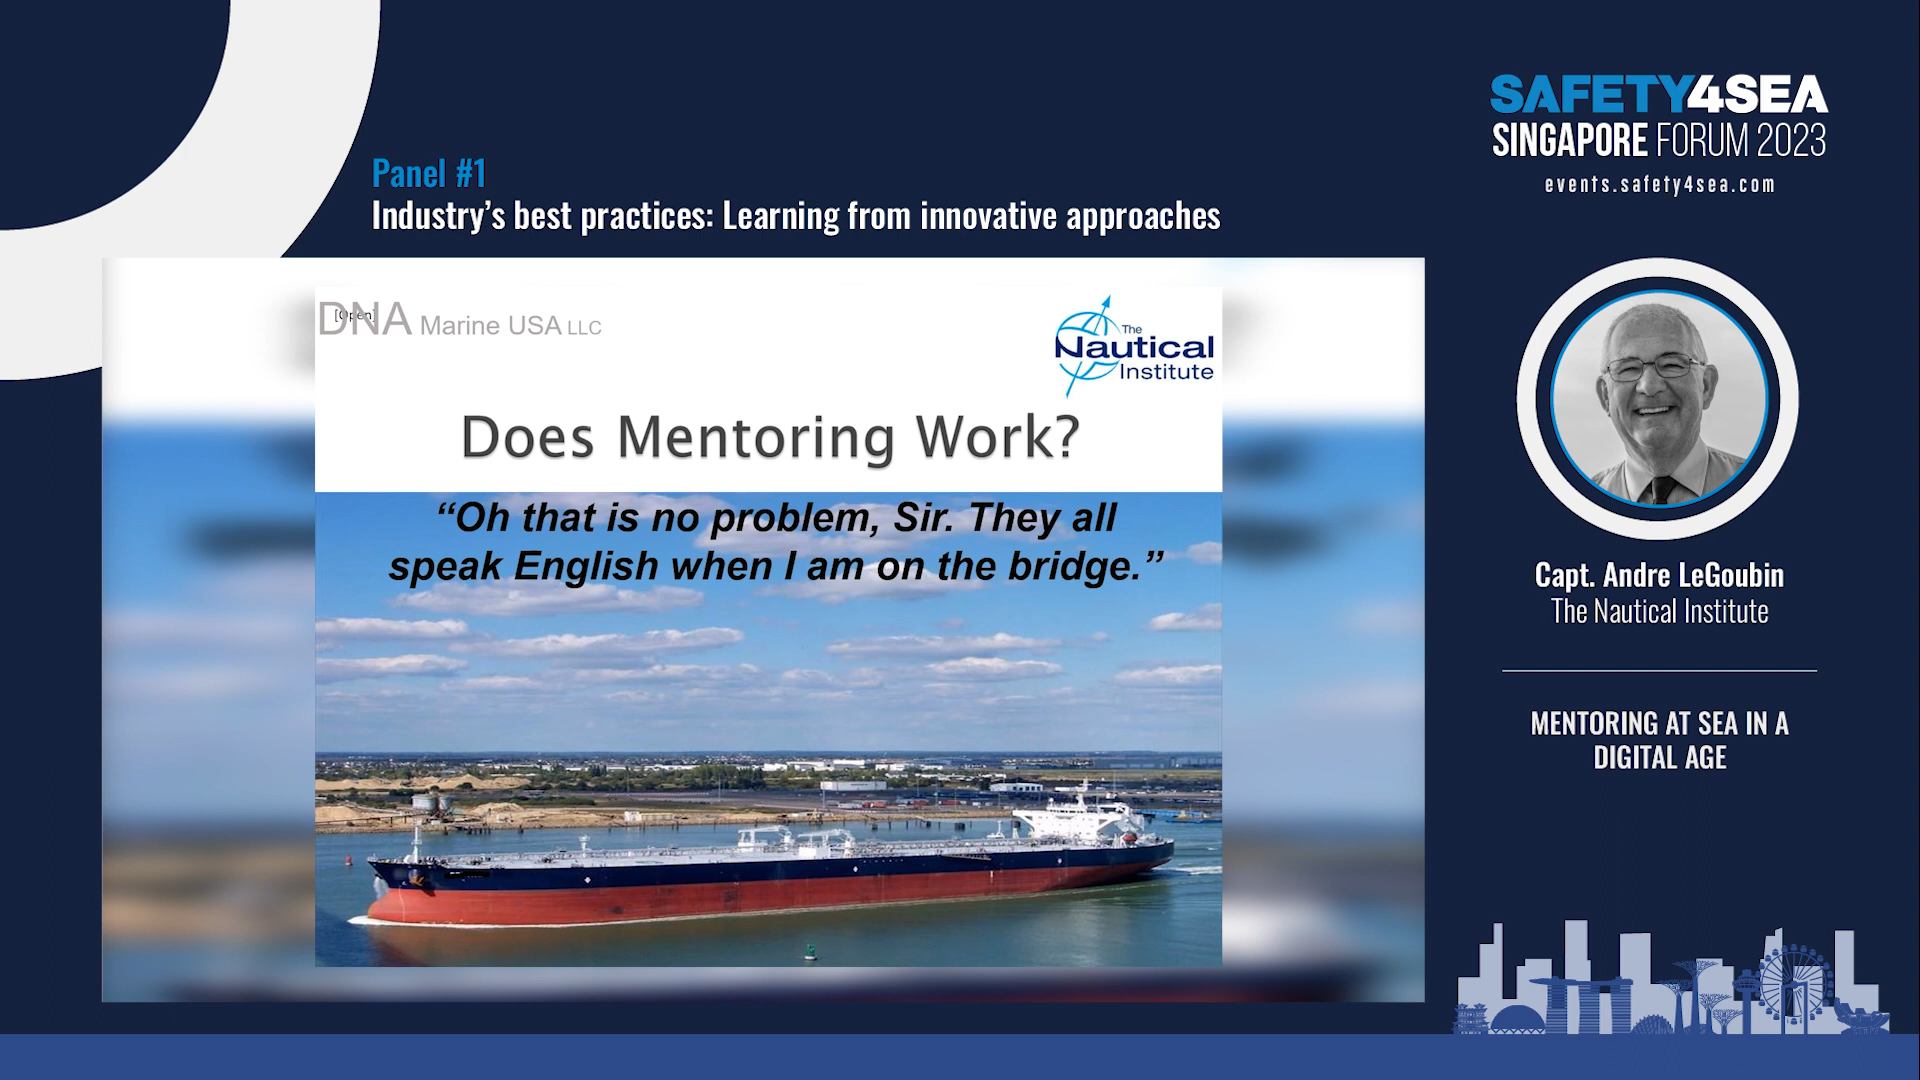 SAFETY4SEA
SINGAPORE FORUM 2023
events.safety4sea.com
Panel #1
Industry’s best practices: Learning from innovative approaches
DNA Marine USA LLC
[Open]
The
Nautical
Institute
Does Mentoring Work?
“Oh that is no problem, Sir. They all
speak English when I am on the bridge.”
Capt. Andre LeGoubin
The Nautical Institute
MENTORING AT SEA IN A
DIGITAL AGE